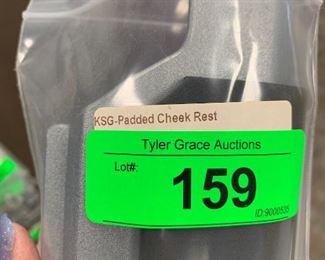 KSG-Padded Cheek Rest
Tyler Grace Auctions
Lot#:
159
ID:9000535